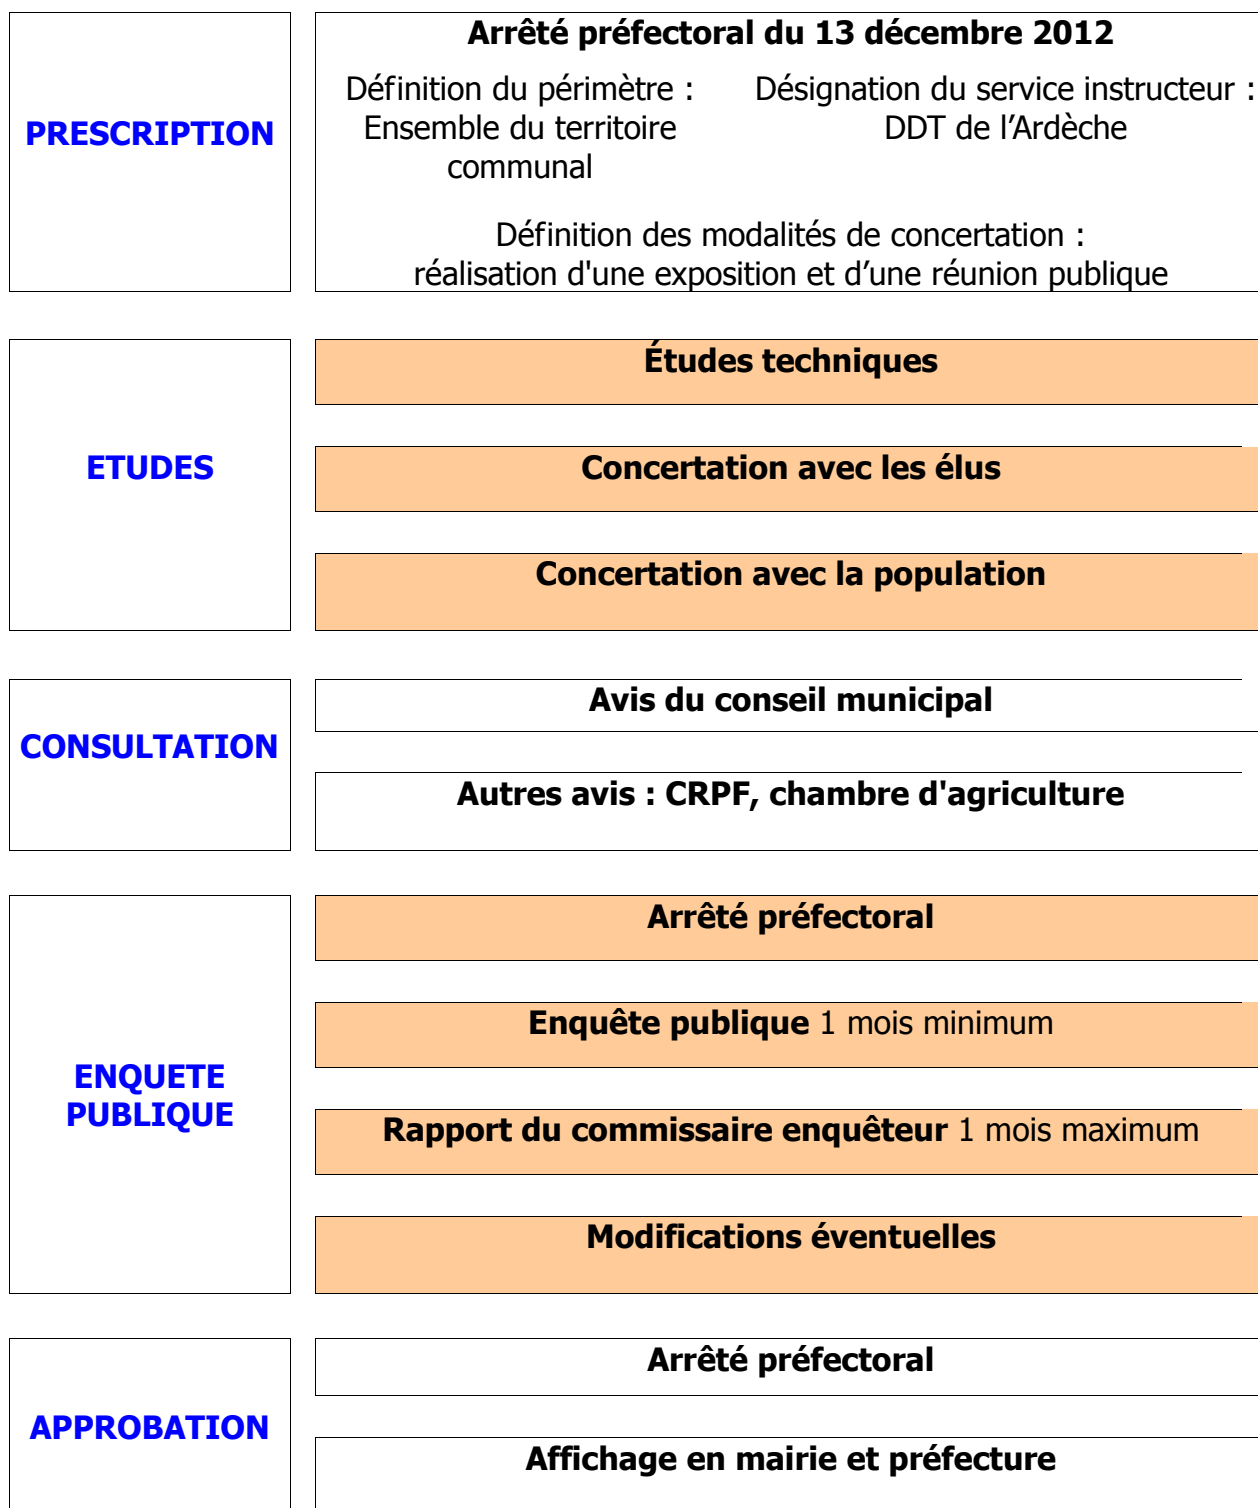 PRESCRIPTION
Arrêté préfectoral du 13 décembre 2012
Définition du périmètre :
Ensemble du territoire
communal
Désignation du service instructeur :
DDT de l’Ardèche
Définition des modalités de concertation :
réalisation d'une exposition et d’une réunion publique
ETUDES
Études techniques
Concertation avec les élus
Concertation avec la population
CONSULTATION
Avis du conseil municipal
Autres avis : CRPF, chambre d'agriculture
ENQUETE
PUBLIQUE
Arrêté préfectoral
Enquête publique 1 mois minimum
Rapport du commissaire enquêteur 1 mois maximum
Modifications éventuelles
APPROBATION
Arrêté préfectoral
Affichage en mairie et préfecture